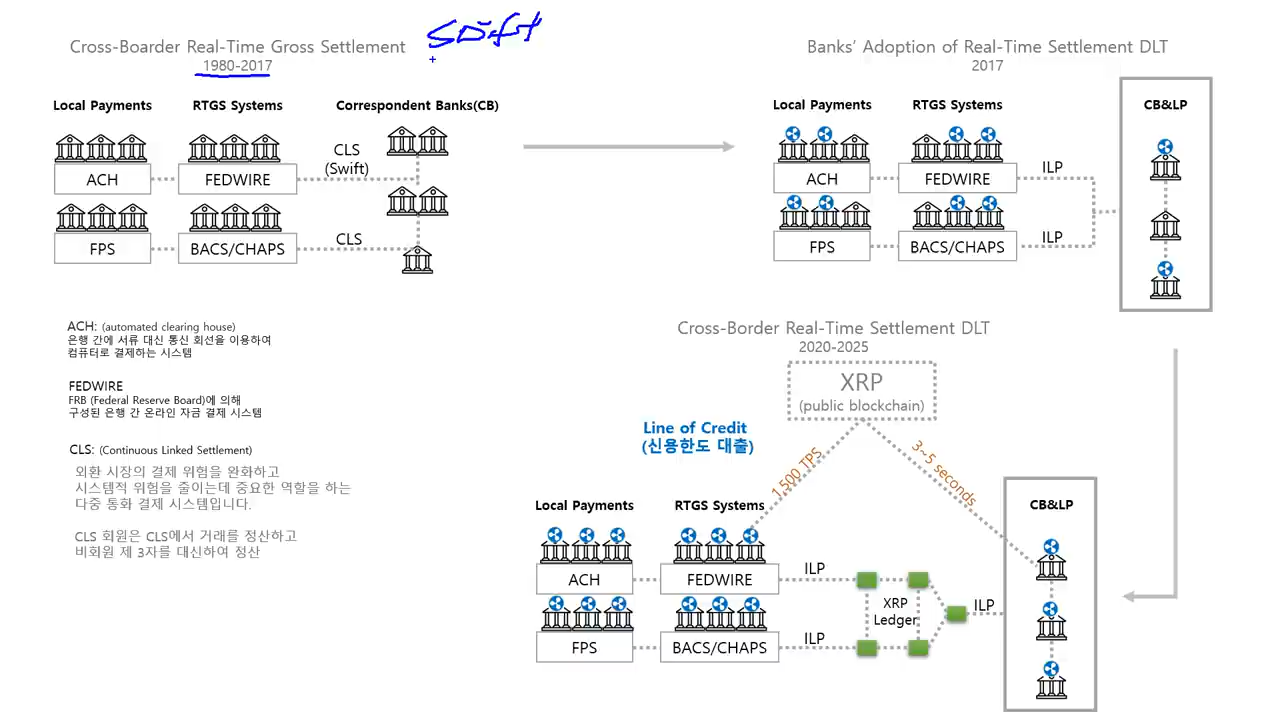 Cross-Boarder Real-Time Gross Settlement
1980-2017
Swift
Local Payments
RTGS Systems
Correspondent Banks(CB)
ACH
FEDWIRE
CLS
(Swift)
FPS
BACS/CHAPS
CLS
Banks’ Adoption of Real-Time Settlement DLT
2017
Local Payments
RTGS Systems
CB&LP
ACH
FEDWIRE
ILP
FPS
BACS/CHAPS
ILP
ACH: (automated clearing house)
은행 간에 서류 대신 통신 회선을 이용하여
컴퓨터로 결제하는 시스템
FEDWIRE
FRB (Federal Reserve Board)에 의해
구성된 은행 간 온라인 자금 결제 시스템
CLS: (Continuous Linked Settlement)
외환 시장의 결제 위험을 완화하고
시스템적 위험을 줄이는데 중요한 역할을 하는
다중 통화 결제 시스템입니다.
CLS 회원은 CLS에서 거래를 정산하고
비회원 제 3자를 대신하여 정산
Cross-Border Real-Time Settlement DLT
2020-2025
XRP
(public blockchain)
Line of Credit
(신용한도 대출)
1,500 TPS
3~5 seconds
Local Payments
RTGS Systems
CB&LP
ACH
FEDWIRE
ILP
XRP
Ledger
ILP
FPS
BACS/CHAPS
ILP